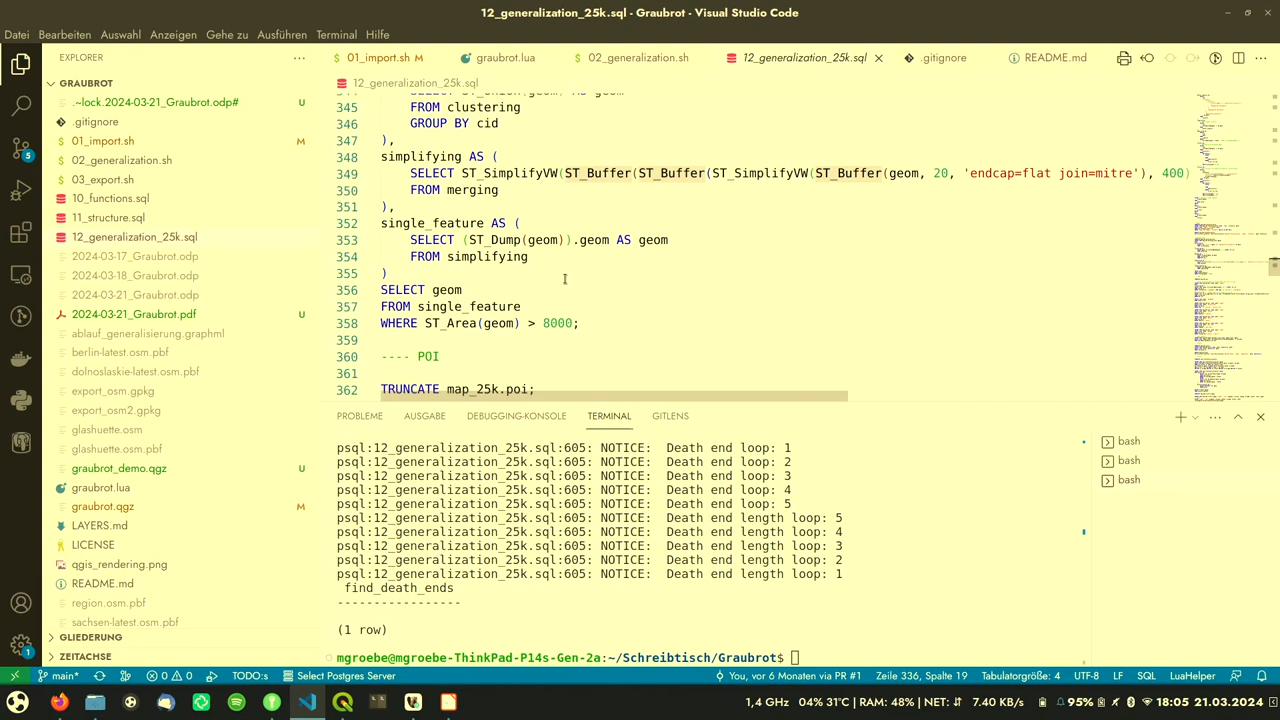 12_generalization_25k.sql - Graubrot - Visual Studio Code
Datei Bearbeiten Auswahl Anzeigen Gehe zu Ausführen Terminal Hilfe
EXPLORER
GRAUBROT
.~lock.2024-03-21_Graubrot.odp# U
.gitignore
01_import.sh M
02_generalization.sh
03_export.sh
10_functions.sql
11_structure.sql
12_generalization_25k.sql
2024-03-17_Graubrot.odp
2024-03-18_Graubrot.odp
2024-03-21_Graubrot.odp
2024-03-21_Graubrot.pdf U
ablauf_generalisierung.graphml
berlin-latest.osm.pbf
dolnoslaskie-latest.osm.pbf
export_osm.gpkg
export_osm2.gpkg
glashuette.osm
glashuette.osm.pbf
graubrot_demo.qgz U
graubrot.lua
graubrot.qgz M
LAYERS.md
LICENSE
qgis_rendering.png
README.md
region.osm.pbf
sachsen-latest.osm.pbf
GLIEDERUNG
ZEITACHSE
01_import.sh M graubrot.lua 02_generalization.sh 12_generalization_25k.sql .gitignore README.md
12_generalization_25k.sql
345 FROM clustering
346 GROUP BY cid
347 ),
348 simplifying AS (
349 SELECT ST_SimplifyVW(ST_Buffer(ST_Buffer(ST_SimplifyVW(ST_Buffer(geom, 20, 'endcap=flat join=mitre'), 400)
350 FROM merging
351 ),
352 single_feature AS (
353 SELECT (ST_Dump(geom)).geom AS geom
354 FROM simplifying
355 )
356 SELECT geom
357 FROM single_feature
358 WHERE ST_Area(geom) > 8000;
359
360 ---- POI
361
362 TRUNCATE map_25k.poi;
PROBLEME AUSGABE DEBUGGING-KONSOLE TERMINAL GITLENS
psql:12_generalization_25k.sql:605: NOTICE:  Death end loop: 1
psql:12_generalization_25k.sql:605: NOTICE:  Death end loop: 2
psql:12_generalization_25k.sql:605: NOTICE:  Death end loop: 3
psql:12_generalization_25k.sql:605: NOTICE:  Death end loop: 4
psql:12_generalization_25k.sql:605: NOTICE:  Death end loop: 5
psql:12_generalization_25k.sql:605: NOTICE:  Death end length loop: 5
psql:12_generalization_25k.sql:605: NOTICE:  Death end length loop: 4
psql:12_generalization_25k.sql:605: NOTICE:  Death end length loop: 3
psql:12_generalization_25k.sql:605: NOTICE:  Death end length loop: 2
psql:12_generalization_25k.sql:605: NOTICE:  Death end length loop: 1
find_death_ends
-----------------
(1 row)
mgroebe@mgroebe-ThinkPad-P14s-Gen-2a:~/Schreibtisch/Graubrot$
bash
bash
bash
5
1
main* 0 0 TODO:s Select Postgres Server You, vor 6 Monaten via PR #1 Zeile 336, Spalte 19 Tabulatorgröße: 4 UTF-8 LF SQL LuaHelper
1,4 GHz 04% 31°C | RAM: 48% | NET: 7.40 KB/s 95% 18:05 21.03.2024